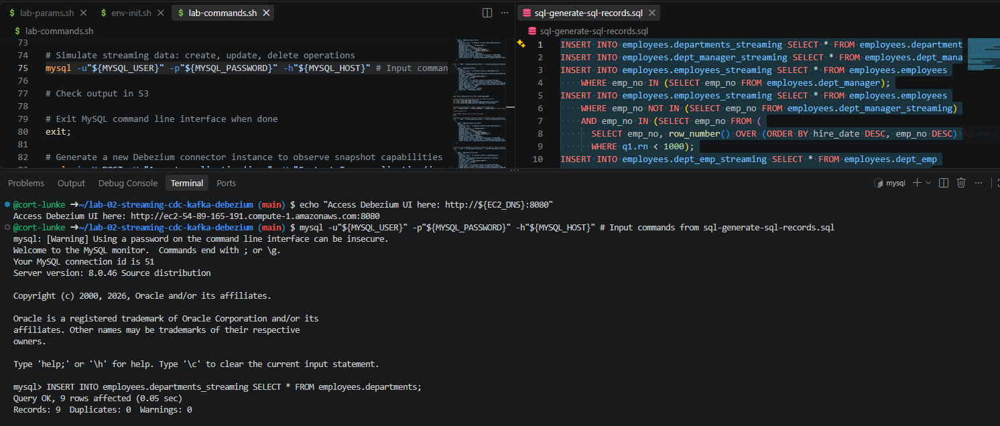 $ lab-params.sh
$ env-init.sh
$ lab-commands.sh
sql-generate-sql-records.sql
$ lab-commands.sh
73
74 # Simulate streaming data: create, update, delete operations
75 mysql -u"${MYSQL_USER}" -p"${MYSQL_PASSWORD}" -h"${MYSQL_HOST}" # Input comman
76
77 # Check output in S3
78
79 # Exit MySQL command line interface when done
80 exit;
81
82 # Generate a new Debezium connector instance to observe snapshot capabilities
sql-generate-sql-records.sql
1 INSERT INTO employees.departments_streaming SELECT * FROM employees.department
2 INSERT INTO employees.dept_manager_streaming SELECT * FROM employees.dept_mana
3 INSERT INTO employees.employees_streaming SELECT * FROM employees.employees
4 WHERE emp_no IN (SELECT emp_no FROM employees.dept_manager);
5 INSERT INTO employees.employees_streaming SELECT * FROM employees.employees
6 WHERE emp_no NOT IN (SELECT emp_no FROM employees.dept_manager_streaming)
7 AND emp_no IN (SELECT emp_no FROM (
8 SELECT emp_no, row_number() OVER (ORDER BY hire_date DESC, emp_no DESC) AS rn F
9 WHERE q1.rn < 1000);
10 INSERT INTO employees.dept_emp_streaming SELECT * FROM employees.dept_emp
Problems Output Debug Console Terminal Ports
mysql
@cort-lunke ➜~/lab-02-streaming-cdc-kafka-debezium (main) $ echo "Access Debezium UI here: http://${EC2_DNS}:8080"
Access Debezium UI here: http://ec2-54-89-165-191.compute-1.amazonaws.com:8080
@cort-lunke ➜~/lab-02-streaming-cdc-kafka-debezium (main) $ mysql -u"${MYSQL_USER}" -p"${MYSQL_PASSWORD}" -h"${MYSQL_HOST}" # Input commands from sql-generate-sql-records.sql
mysql: [Warning] Using a password on the command line interface can be insecure.
Welcome to the MySQL monitor.  Commands end with ; or \g.
Your MySQL connection id is 51
Server version: 8.0.46 Source distribution
Copyright (c) 2000, 2026, Oracle and/or its affiliates.
Oracle is a registered trademark of Oracle Corporation and/or its
affiliates. Other names may be trademarks of their respective
owners.
Type 'help;' or '\h' for help. Type '\c' to clear the current input statement.
mysql> INSERT INTO employees.departments_streaming SELECT * FROM employees.departments;
Query OK, 9 rows affected (0.05 sec)
Records: 9  Duplicates: 0  Warnings: 0